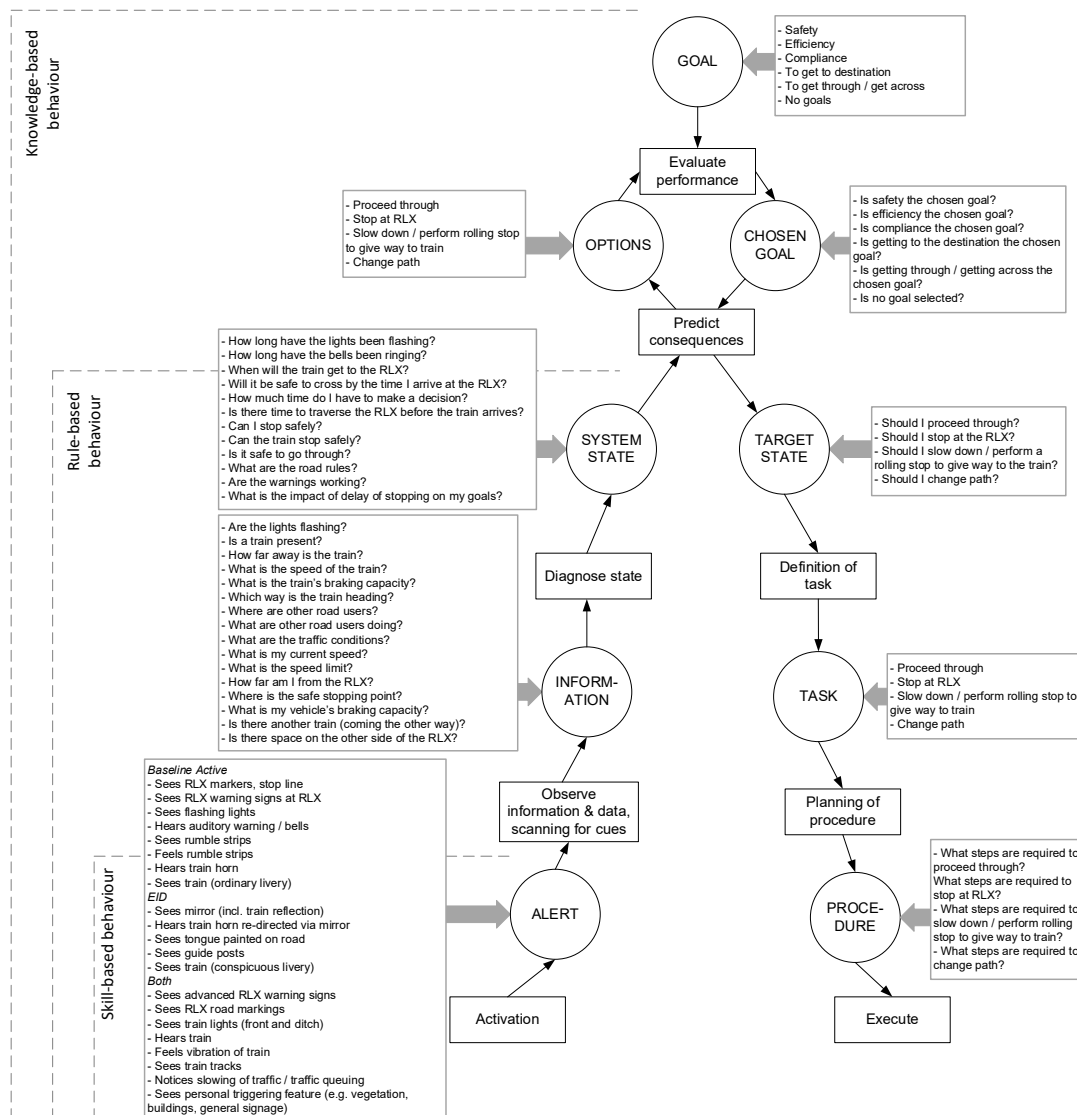 Knowledge-based
behaviour
GOAL
- Safety
- Efficiency
- Compliance
- To get to destination
- To get through / get across
- No goals
Evaluate
performance
- Proceed through
- Stop at RLX
- Slow down / perform rolling stop
to give way to train
- Change path
OPTIONS
CHOSEN
GOAL
- Is safety the chosen goal?
- Is efficiency the chosen goal?
- Is compliance the chosen goal?
- Is getting to the destination the chosen
goal?
- Is getting through / getting across the
chosen goal?
- Is no goal selected?
Predict
consequences
Rule-based
behaviour
- How long have the lights been flashing?
- How long have the bells been ringing?
- When will the train get to the RLX?
- Will it be safe to cross by the time I arrive at the RLX?
- How much time do I have to make a decision?
- Is there time to traverse the RLX before the train arrives?
- Can I stop safely?
- Can the train stop safely?
- Is it safe to go through?
- What are the road rules?
- Are the warnings working?
- What is the impact of delay of stopping on my goals?
SYSTEM
STATE
TARGET
STATE
- Should I proceed through?
- Should I stop at the RLX?
- Should I slow down / perform a
rolling stop to give way to the train?
- Should I change path?
- Are the lights flashing?
- Is a train present?
- How far away is the train?
- What is the speed of the train?
- What is the train's braking capacity?
- Which way is the train heading?
- Where are other road users?
- What are other road users doing?
- What are the traffic conditions?
- What is my current speed?
- What is the speed limit?
- How far am I from the RLX?
- Where is the safe stopping point?
- What is my vehicle's braking capacity?
- Is there another train (coming the other way)?
- Is there space on the other side of the RLX?
Diagnose state
Definition of
task
INFORM-
ATION
TASK
- Proceed through
- Stop at RLX
- Slow down / perform rolling stop to
give way to train
- Change path
Observe
information & data,
scanning for cues
Planning of
procedure
Skill-based behaviour
Baseline Active
- Sees RLX markers, stop line
- Sees RLX warning signs at RLX
- Sees flashing lights
- Hears auditory warning / bells
- Sees rumble strips
- Feels rumble strips
- Hears train horn
- Sees train (ordinary livery)
EID
- Sees mirror (incl. train reflection)
- Hears train horn re-directed via mirror
- Sees tongue painted on road
- Sees guide posts
- Sees train (conspicuous livery)
Both
- Sees advanced RLX warning signs
- Sees RLX road markings
- Sees train lights (front and ditch)
- Hears train
- Feels vibration of train
- Sees train tracks
- Notices slowing of traffic / traffic queuing
- Sees personal triggering feature (e.g. vegetation,
buildings, general signage)
ALERT
PROCE-
DURE
- What steps are required to
proceed through?
What steps are required to
stop at RLX?
- What steps are required to
slow down / perform rolling
stop to give way to train?
- What steps are required to
change path?
Activation
Execute